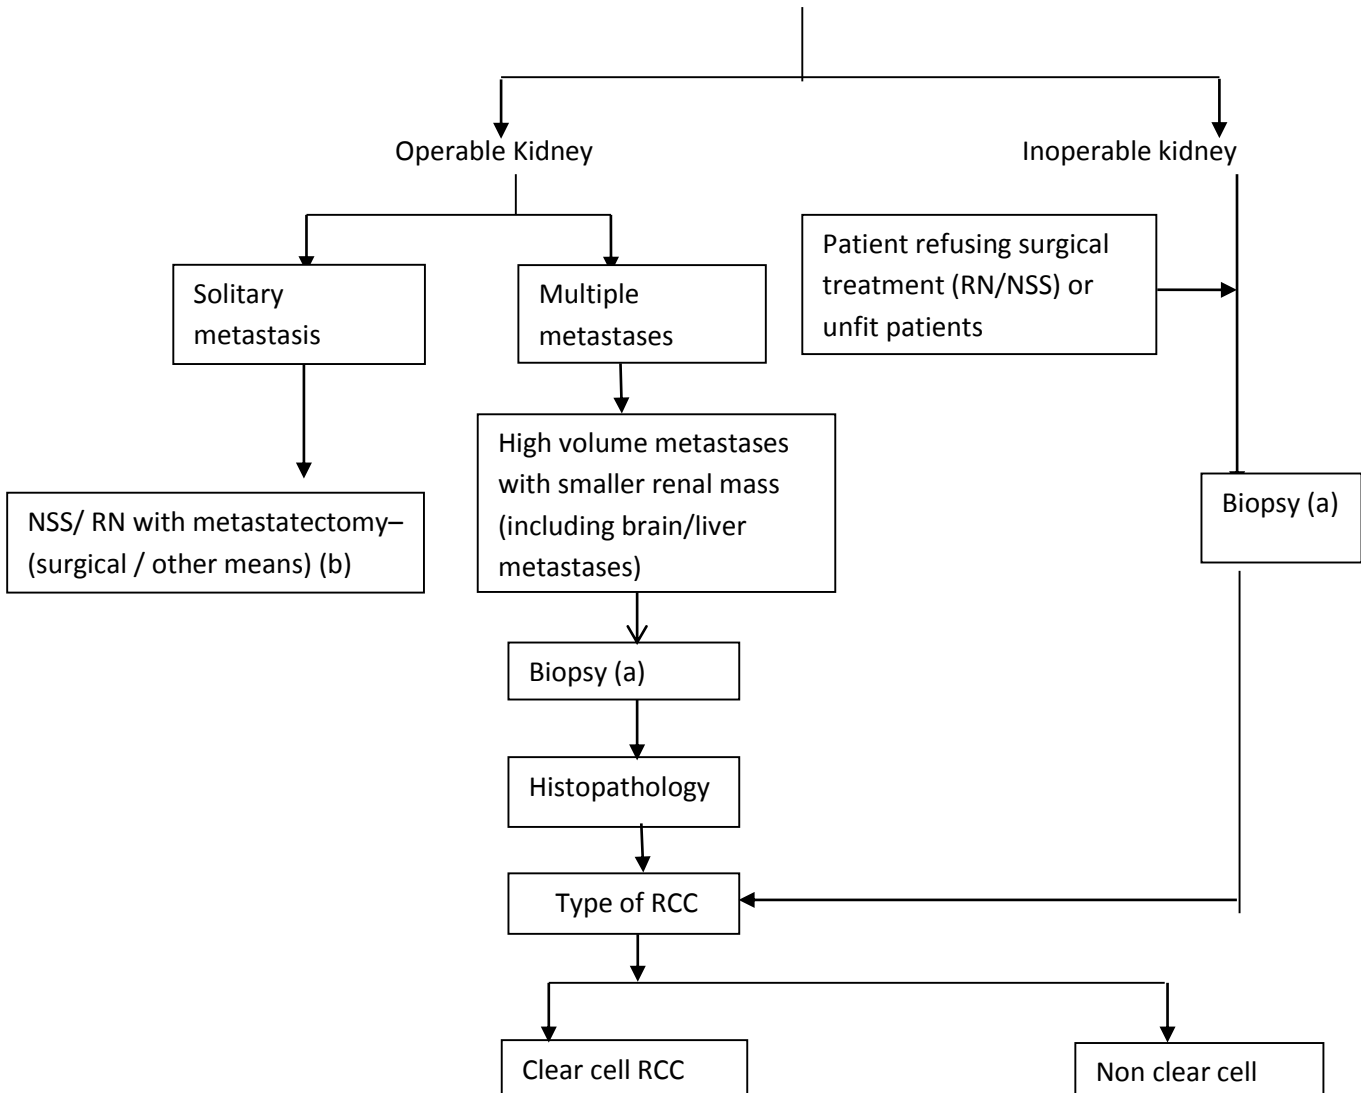 Operable Kidney
Inoperable kidney
Solitary
metastasis
Multiple
metastases
Patient refusing surgical
treatment (RN/NSS) or
unfit patients
High volume metastases
with smaller renal mass
(including brain/liver
metastases)
NSS/ RN with metastatectomy–
(surgical / other means) (b)
Biopsy (a)
Biopsy (a)
Histopathology
Type of RCC
Clear cell RCC
Non clear cell